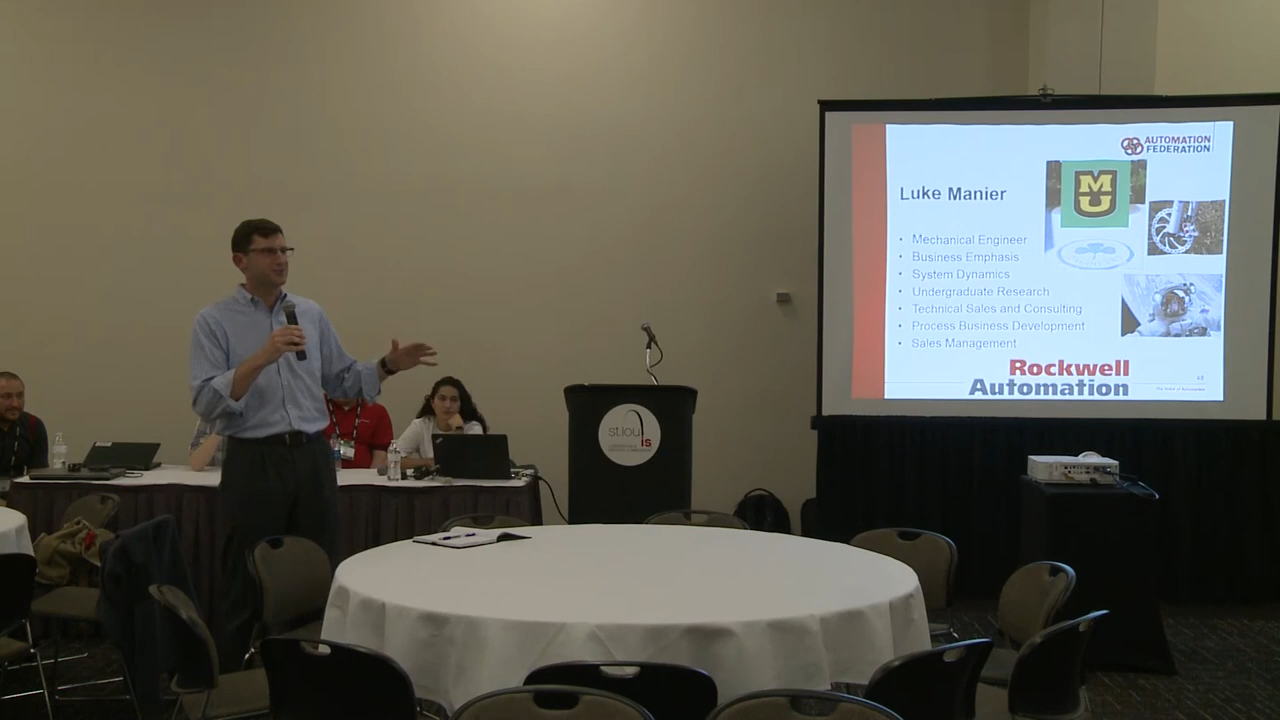 AUTOMATION
FEDERATION
MU
Luke Manier
• Mechanical Engineer
• Business Emphasis
• System Dynamics
• Undergraduate Research
• Technical Sales and Consulting
• Process Business Development
• Sales Management
Rockwell
Automation
st.louis